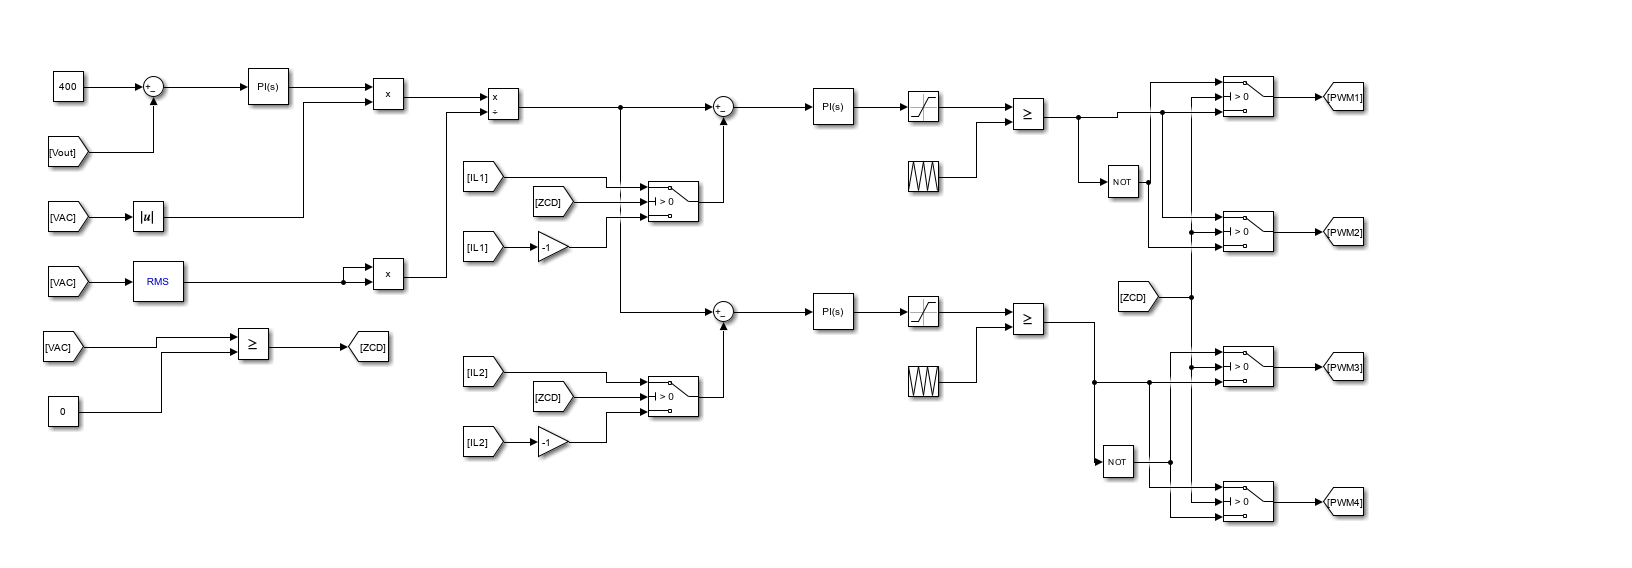 400
+
−
PI(s)
x
x
÷
+
−
PI(s)
≥
> 0
[PWM1]
[Vout]
[IL1]
[ZCD]
> 0
NOT
[VAC]
|u|
[IL1]
-1
> 0
[PWM2]
[VAC]
RMS
x
[ZCD]
+
−
PI(s)
≥
[VAC]
≥
[ZCD]
[IL2]
[ZCD]
> 0
> 0
[PWM3]
0
[IL2]
-1
NOT
> 0
[PWM4]